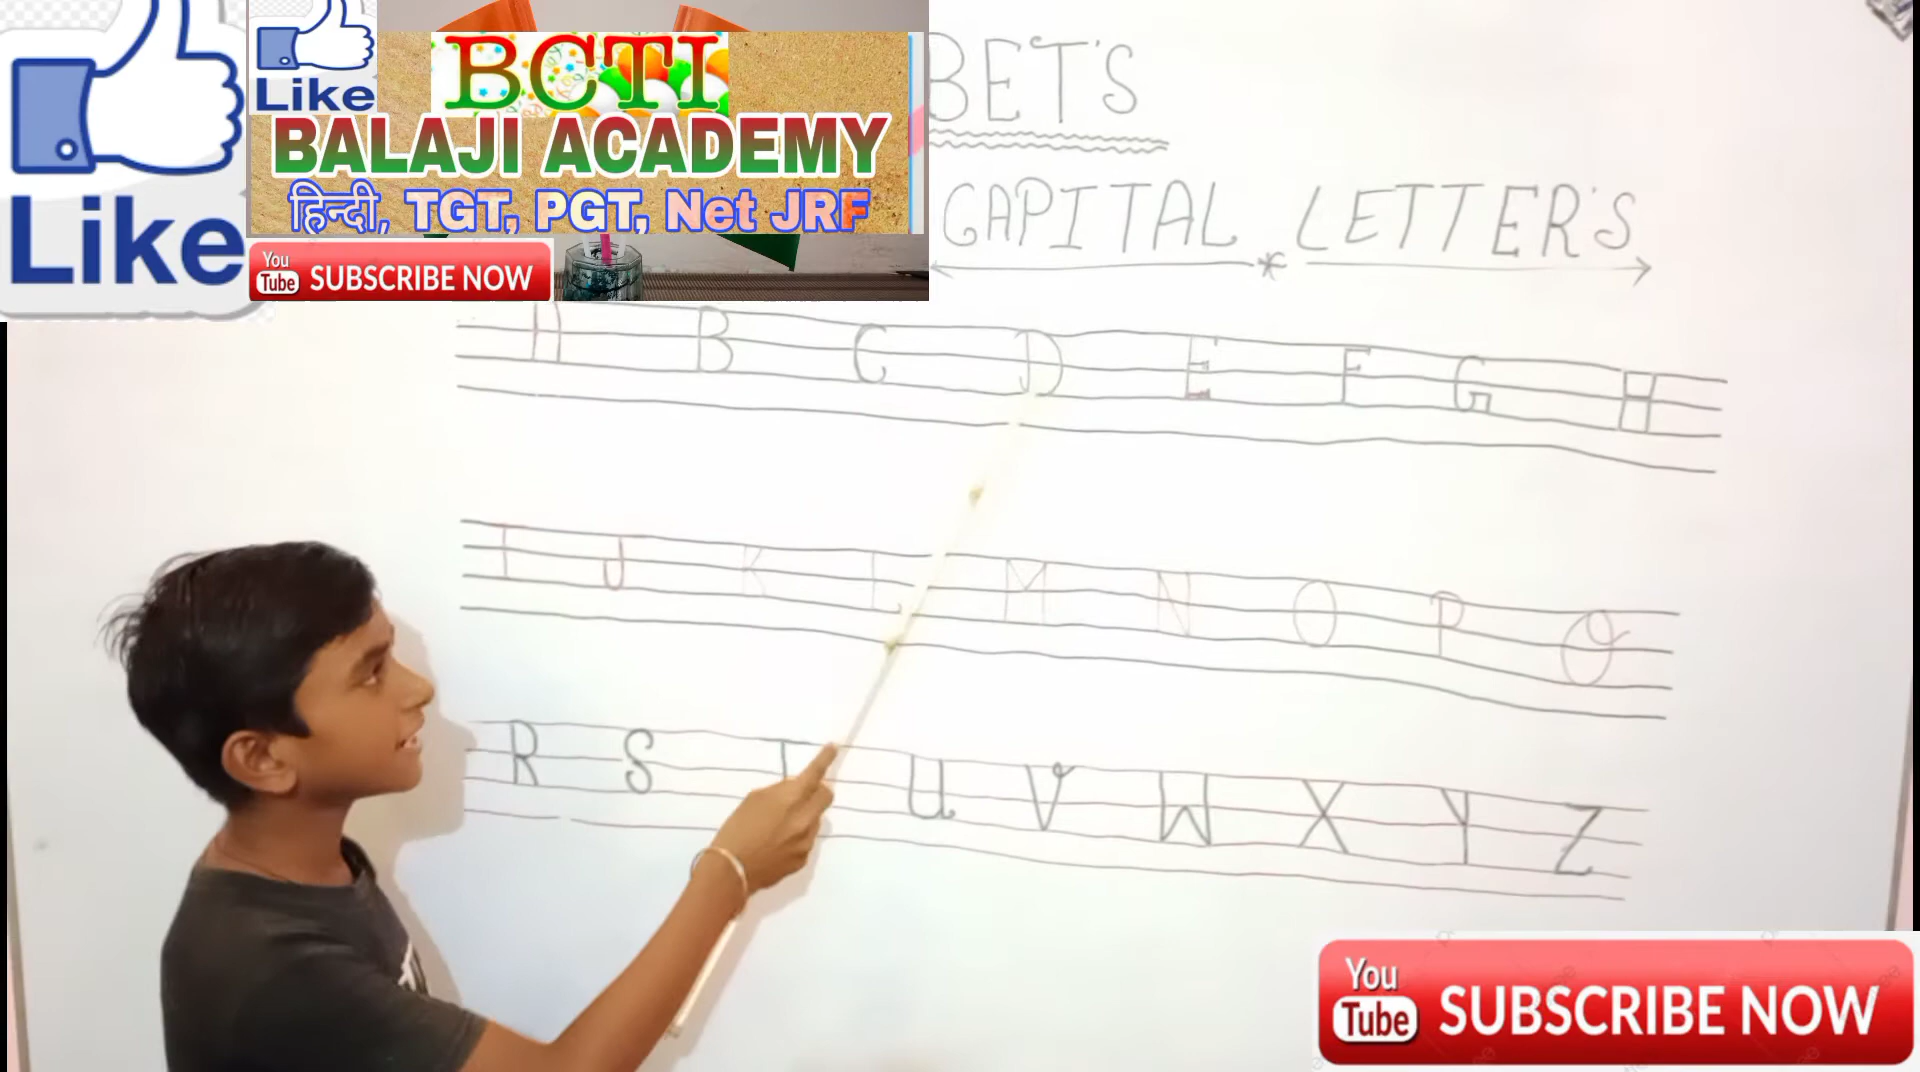 Like
Like
BCTI
BALAJI ACADEMY
हिन्दी, TGT, PGT, Net JRF
You Tube SUBSCRIBE NOW
BET'S
CAPITAL * LETTER'S
A B C D E F G H
I J K L M N O P Q
R S T U V W X Y Z
You Tube SUBSCRIBE NOW